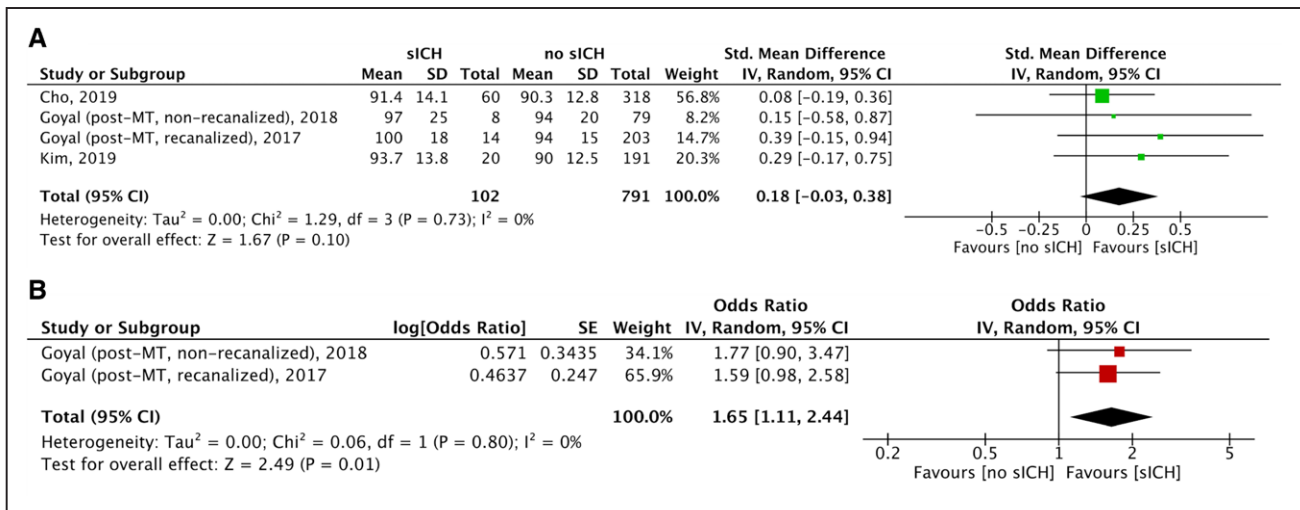 A
sICH no sICH Std. Mean Difference Std. Mean Difference
Study or Subgroup Mean SD Total Mean SD Total Weight IV, Random, 95% CI IV, Random, 95% CI
Cho, 2019 91.4 14.1 60 90.3 12.8 318 56.8% 0.08 [−0.19, 0.36]
Goyal (post−MT, non−recanalized), 2018 97 25 8 94 20 79 8.2% 0.15 [−0.58, 0.87]
Goyal (post−MT, recanalized), 2017 100 18 14 94 15 203 14.7% 0.39 [−0.15, 0.94]
Kim, 2019 93.7 13.8 20 90 12.5 191 20.3% 0.29 [−0.17, 0.75]
Total (95% CI) 102 791 100.0% 0.18 [−0.03, 0.38]
Heterogeneity: Tau² = 0.00; Chi² = 1.29, df = 3 (P = 0.73); I² = 0%
Test for overall effect: Z = 1.67 (P = 0.10)
−0.5 −0.25 0 0.25 0.5
Favours [no sICH] Favours [sICH]
B
Odds Ratio Odds Ratio
Study or Subgroup log[Odds Ratio] SE Weight IV, Random, 95% CI IV, Random, 95% CI
Goyal (post−MT, non−recanalized), 2018 0.571 0.3435 34.1% 1.77 [0.90, 3.47]
Goyal (post−MT, recanalized), 2017 0.4637 0.247 65.9% 1.59 [0.98, 2.58]
Total (95% CI) 100.0% 1.65 [1.11, 2.44]
Heterogeneity: Tau² = 0.00; Chi² = 0.06, df = 1 (P = 0.80); I² = 0%
Test for overall effect: Z = 2.49 (P = 0.01)
0.2 1 2 5
Favours [no sICH] Favours [sICH]